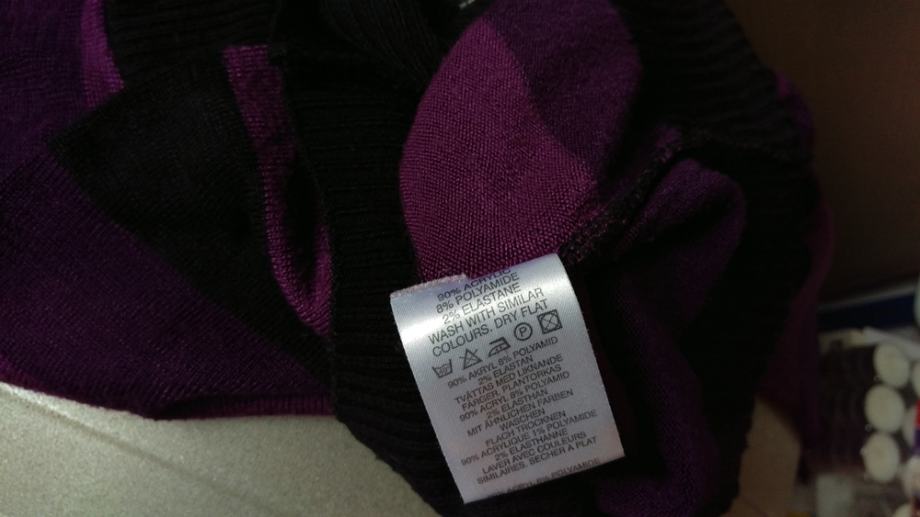 90% ACRYLIC
8% POLYAMIDE
2% ELASTANE
WASH WITH SIMILAR
COLOURS. DRY FLAT
P
90% AKRYL 8% POLYAMID
2% ELASTAN
TVÄTTAS MED LIKNANDE
FÄRGER, PLANTORKAS
90% ACRYL 8% POLYAMID
2% ELASTHAN
MIT ÄHNLICHEN FARBEN
WASCHEN
FLACH TROCKNEN
90% ACRYLIQUE 1% POLYAMIDE
2% ELASTHANNE
LAVER AVEC COULEURS
SIMILAIRES. SECHER A PLAT